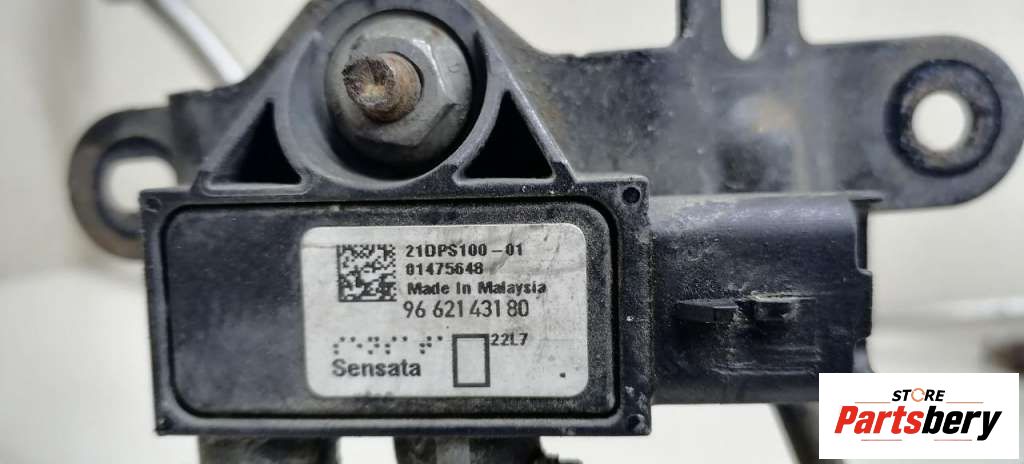 21DPS100-01
01475648
Made In Malaysia
96 621 431 80
22L7
Sensata
STORE
Partsbery